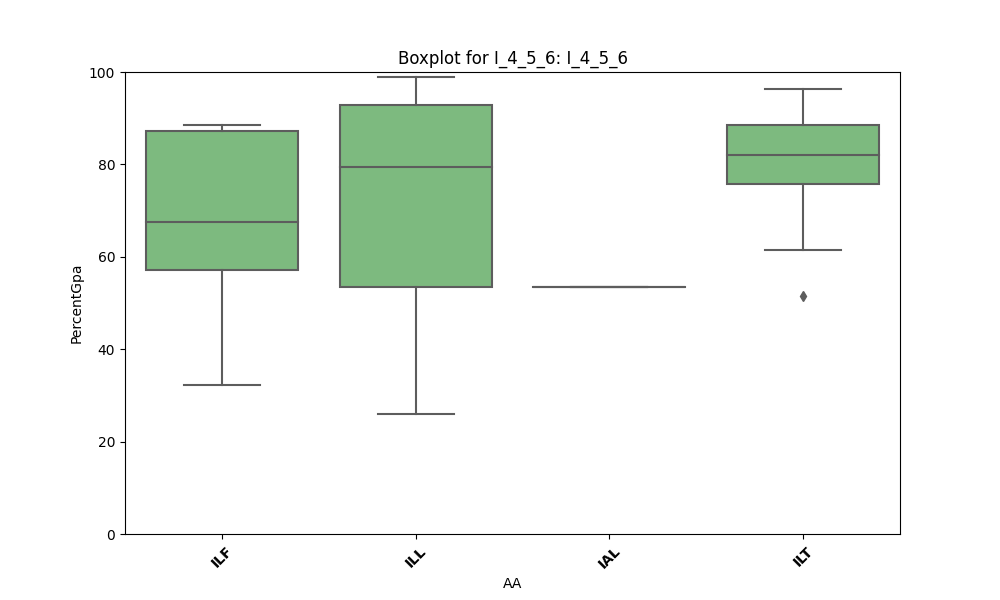 Boxplot for I_4_5_6: I_4_5_6
100
80
60
40
20
0
PercentGpa
ILF
ILL
IAL
ILT
AA